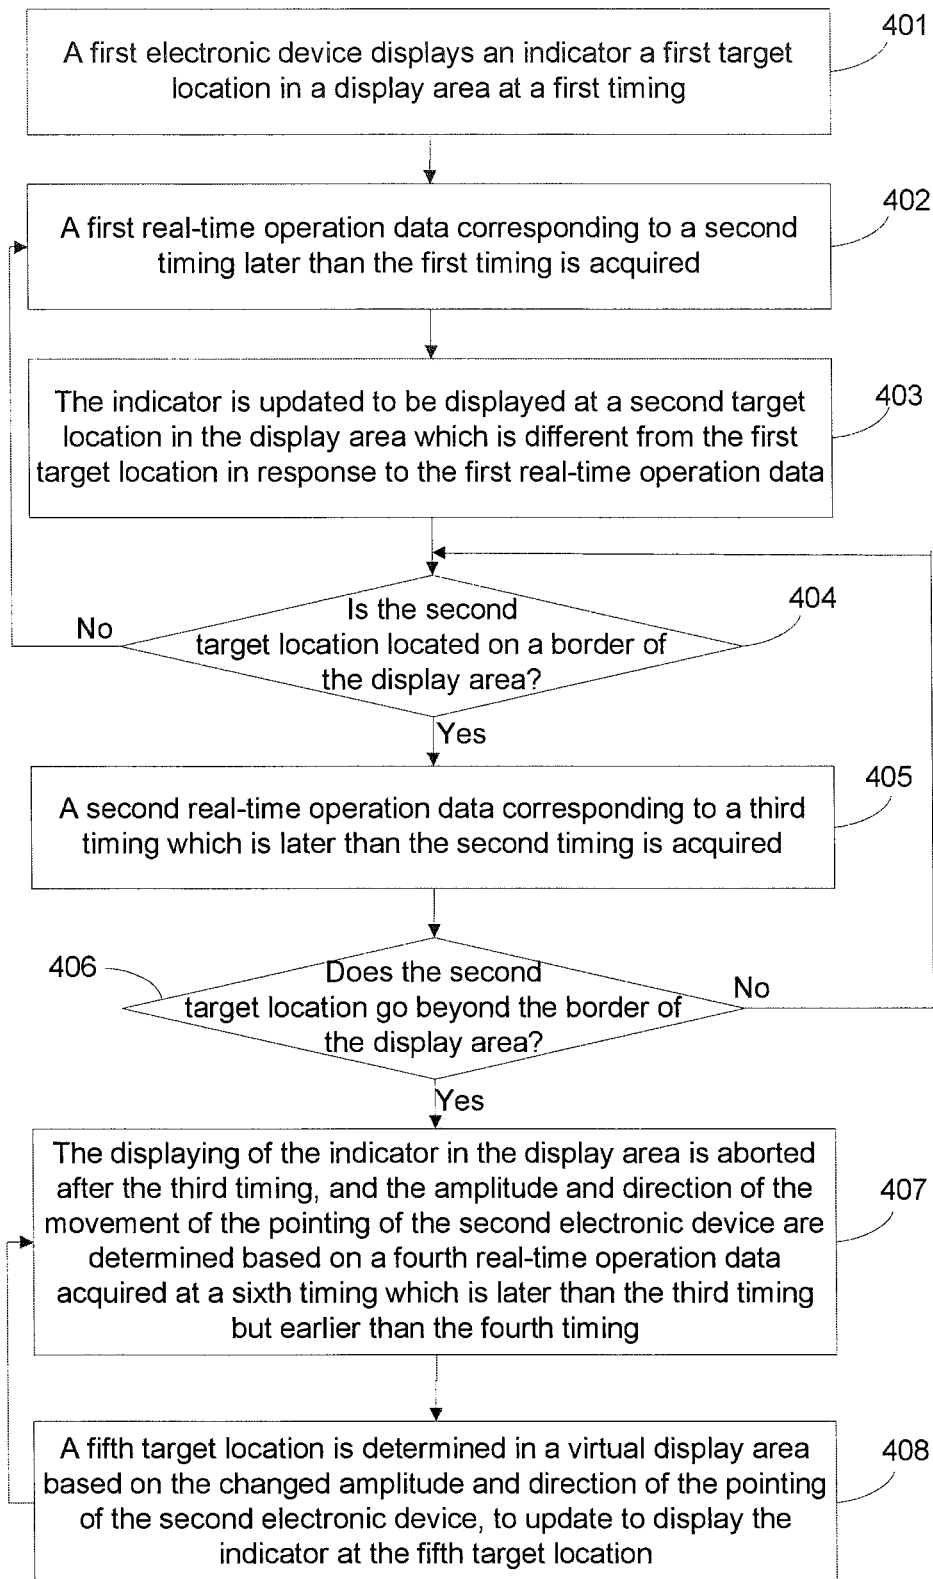 A first electronic device displays an indicator a first target
location in a display area at a first timing
401
A first real-time operation data corresponding to a second
timing later than the first timing is acquired
402
The indicator is updated to be displayed at a second target
location in the display area which is different from the first
target location in response to the first real-time operation data
403
Is the second
target location located on a border of
the display area?
404
No
Yes
A second real-time operation data corresponding to a third
timing which is later than the second timing is acquired
405
Does the second
target location go beyond the border of
the display area?
406
No
Yes
The displaying of the indicator in the display area is aborted
after the third timing, and the amplitude and direction of the
movement of the pointing of the second electronic device are
determined based on a fourth real-time operation data
acquired at a sixth timing which is later than the third timing
but earlier than the fourth timing
407
A fifth target location is determined in a virtual display area
based on the changed amplitude and direction of the pointing
of the second electronic device, to update to display the
indicator at the fifth target location
408